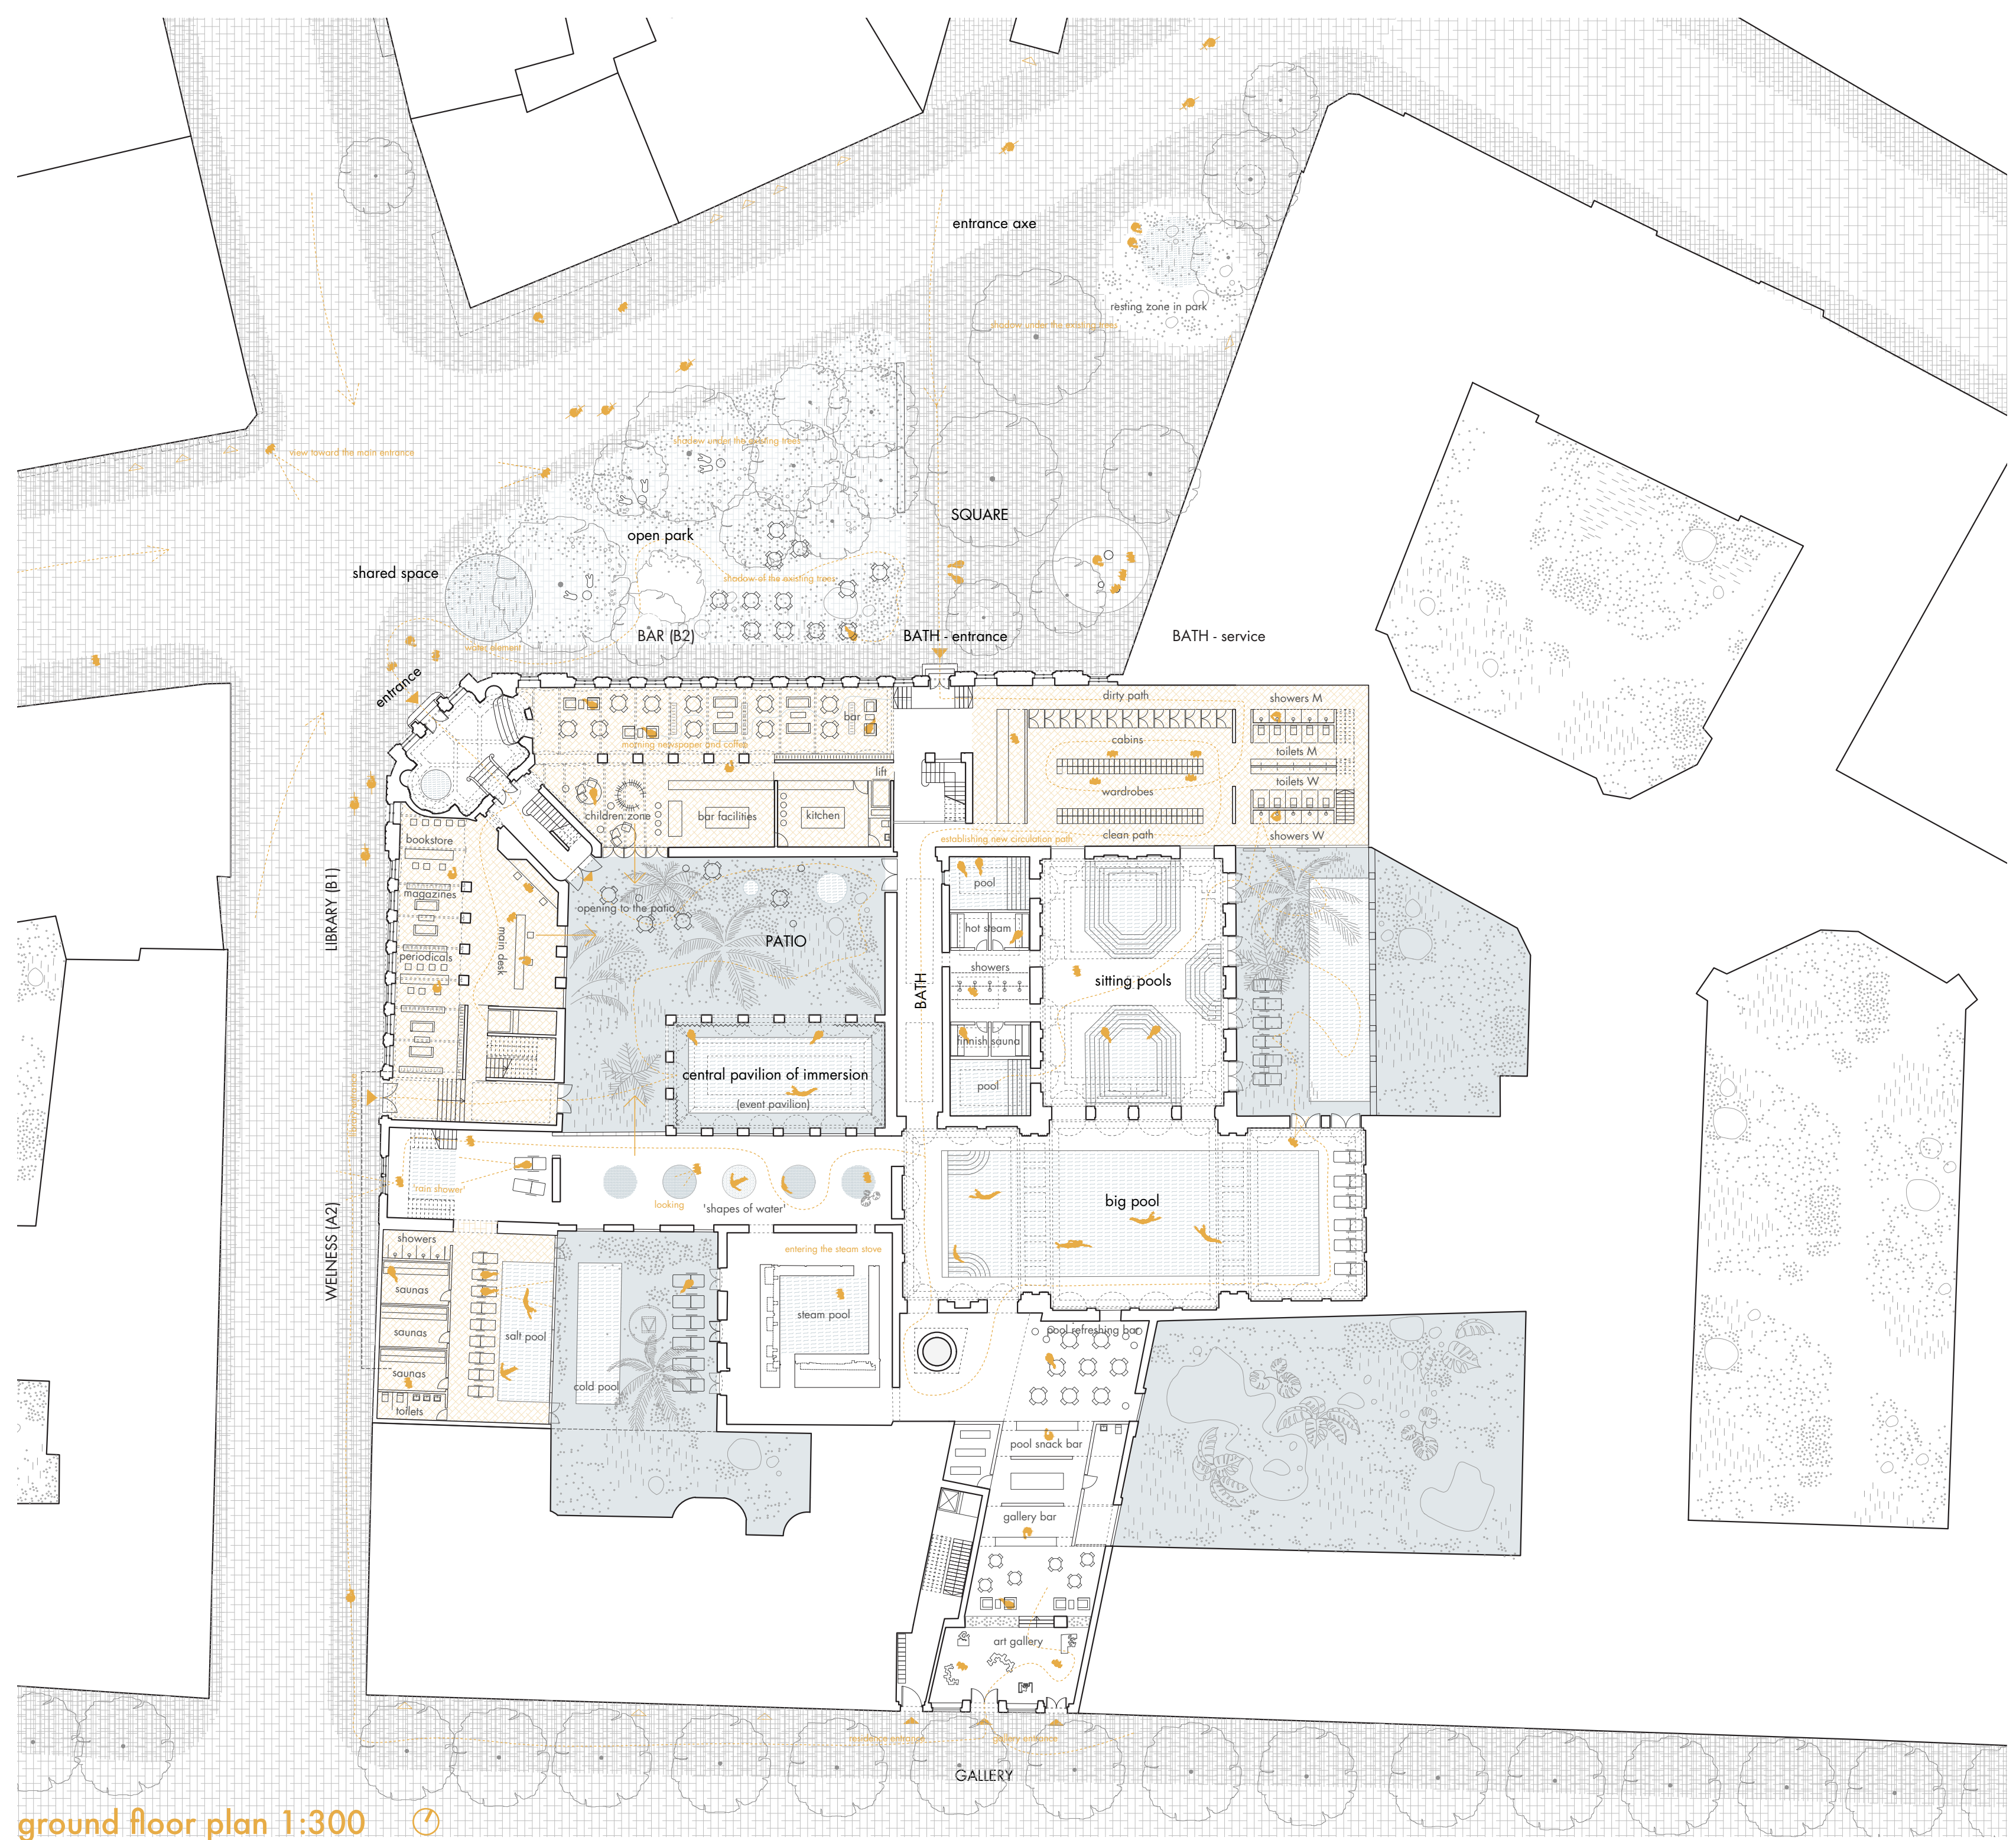 entrance axe
resting zone in park
shadow under the existing trees
shadow under the existing trees
view toward the main entrance
SQUARE
open park
shared space
shadow of the existing trees
BAR (B2)
BATH - entrance
BATH - service
water element
entrance
dirty path
showers M
bar
cabins
morning newspaper and coffee
toilets M
lift
toilets W
wardrobes
children zone
bar facilities
kitchen
clean path
showers W
bookstore
establishing new circulation path
pool
magazines
LIBRARY (B1)
opening to the patio
main desk
hot steam
PATIO
periodicals
showers
BATH
sitting pools
finnish sauna
central pavilion of immersion
(event pavilion)
pool
'rain shower'
looking
'shapes of water'
big pool
WELNESS (A2)
showers
entering the steam stove
saunas
steam pool
saunas
salt pool
pool refreshing bar
saunas
cold pool
toilets
pool snack bar
gallery bar
art gallery
residence entrance
gallery entrance
GALLERY
ground floor plan 1:300